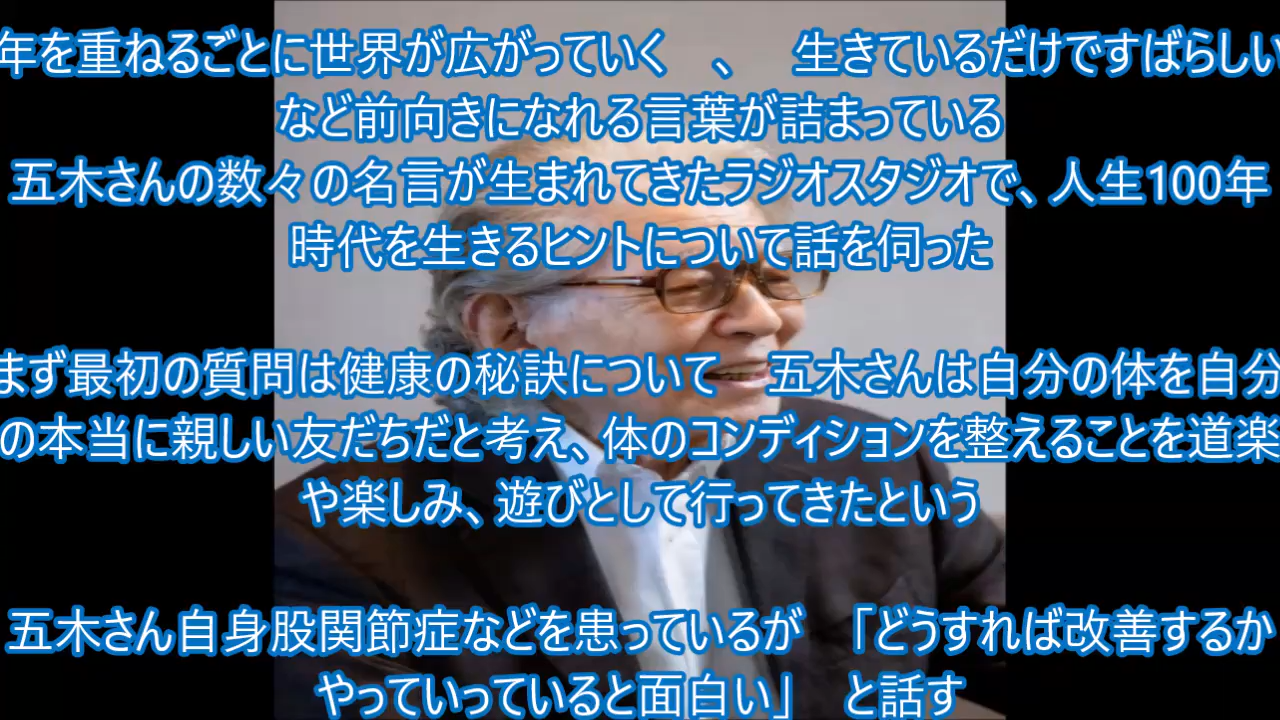 年を重ねるごとに世界が広がっていく　、　生きているだけですばらしい
など前向きになれる言葉が詰まっている
五木さんの数々の名言が生まれてきたラジオスタジオで、人生100年
時代を生きるヒントについて話を伺った
まず最初の質問は健康の秘訣について　五木さんは自分の体を自分
の本当に親しい友だちだと考え、体のコンディションを整えることを道楽
や楽しみ、遊びとして行ってきたという
五木さん自身股関節症などを患っているが　「どうすれば改善するか
やっていっていると面白い」　と話す